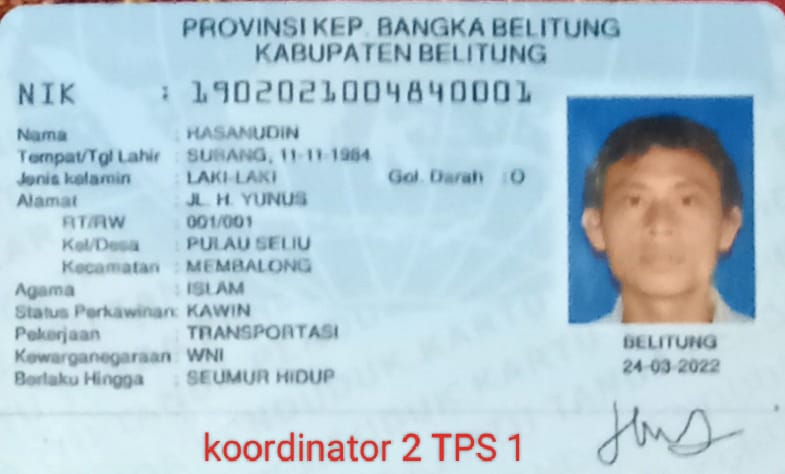 PROVINSI KEP. BANGKA BELITUNG
KABUPATEN BELITUNG
NIK : 1902021004840001
Nama : HASANUDIN
Tempat/Tgl Lahir : SUBANG, 11-11-1984
Jenis kelamin : LAKI-LAKI Gol. Darah : O
Alamat : JL. H. YUNUS
RT/RW : 001/001
Kel/Desa : PULAU SELIU
Kecamatan : MEMBALONG
Agama : ISLAM
Status Perkawinan: KAWIN
Pekerjaan : TRANSPORTASI
Kewarganegaraan: WNI
Berlaku Hingga : SEUMUR HIDUP
BELITUNG
24-03-2022
koordinator 2 TPS 1